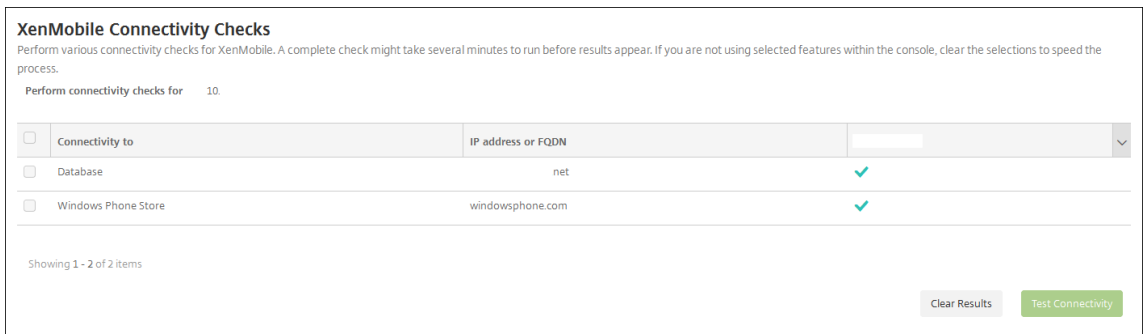 XenMobile Connectivity Checks
Perform various connectivity checks for XenMobile. A complete check might take several minutes to run before results appear. If you are not using selected features within the console, clear the selections to speed the
process.
Perform connectivity checks for 10.
Connectivity to IP address or FQDN
Database net
Windows Phone Store windowsphone.com
Showing 1 - 2 of 2 items
Clear Results Test Connectivity